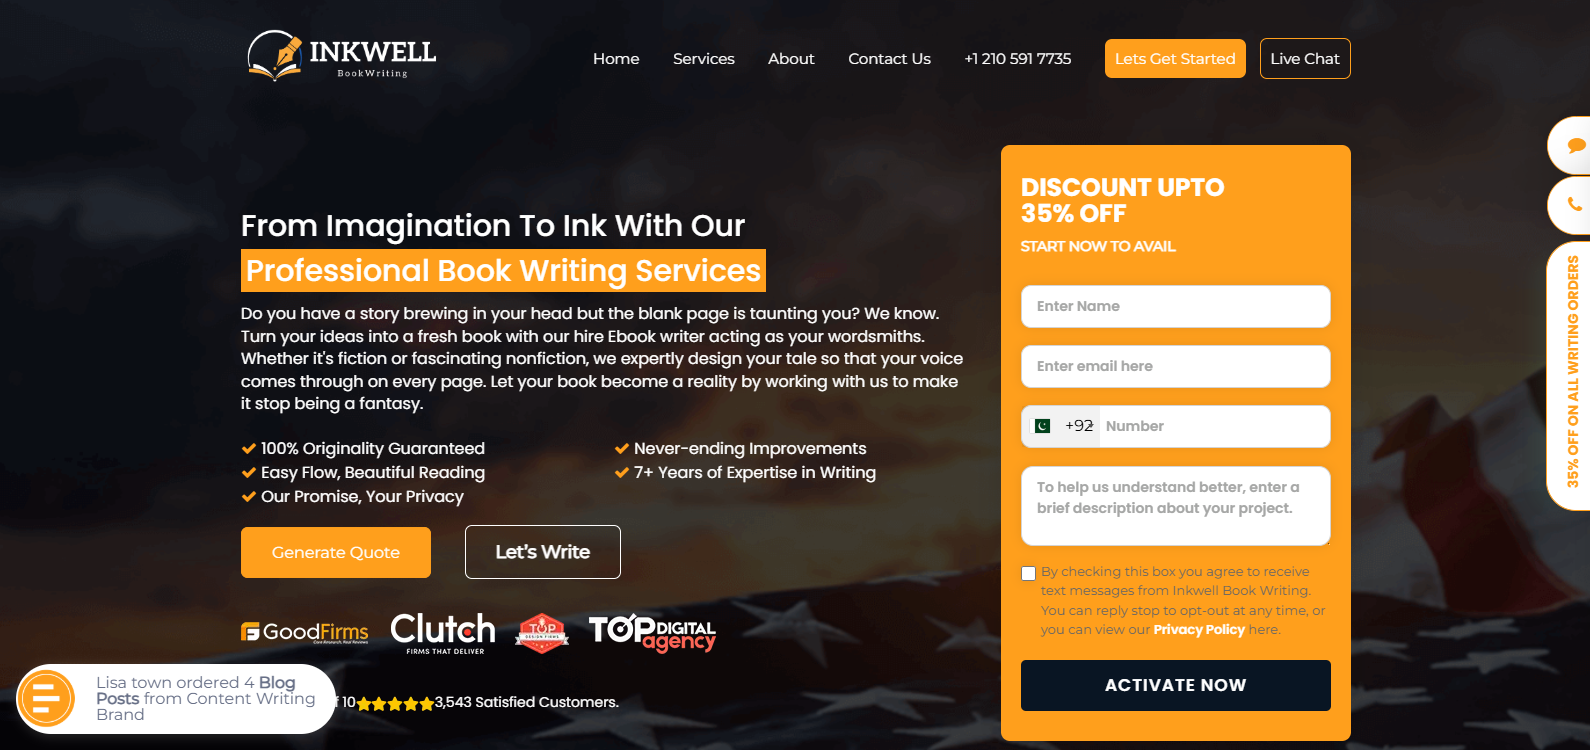 INKWELL
BookWriting
Home
Services
About
Contact Us
+1 210 591 7735
Lets Get Started
Live Chat
From Imagination To Ink With Our
Professional Book Writing Services
Do you have a story brewing in your head but the blank page is taunting you? We know.
Turn your ideas into a fresh book with our hire Ebook writer acting as your wordsmiths.
Whether it's fiction or fascinating nonfiction, we expertly design your tale so that your voice
comes through on every page. Let your book become a reality by working with us to make
it stop being a fantasy.
100% Originality Guaranteed
Never-ending Improvements
Easy Flow, Beautiful Reading
7+ Years of Expertise in Writing
Our Promise, Your Privacy
Generate Quote
Let's Write
GoodFirms
Clutch
FIRMS THAT DELIVER
TOP
DESIGN FIRMS
TOP DIGITAL
agency
10
3,543 Satisfied Customers.
Lisa town ordered 4 Blog
Posts from Content Writing
Brand
DISCOUNT UPTO
35% OFF
START NOW TO AVAIL
Enter Name
Enter email here
+92
Number
To help us understand better, enter a
brief description about your project.
By checking this box you agree to receive
text messages from Inkwell Book Writing.
You can reply stop to opt-out at any time, or
you can view our Privacy Policy here.
ACTIVATE NOW
35% OFF ON ALL WRITING ORDERS